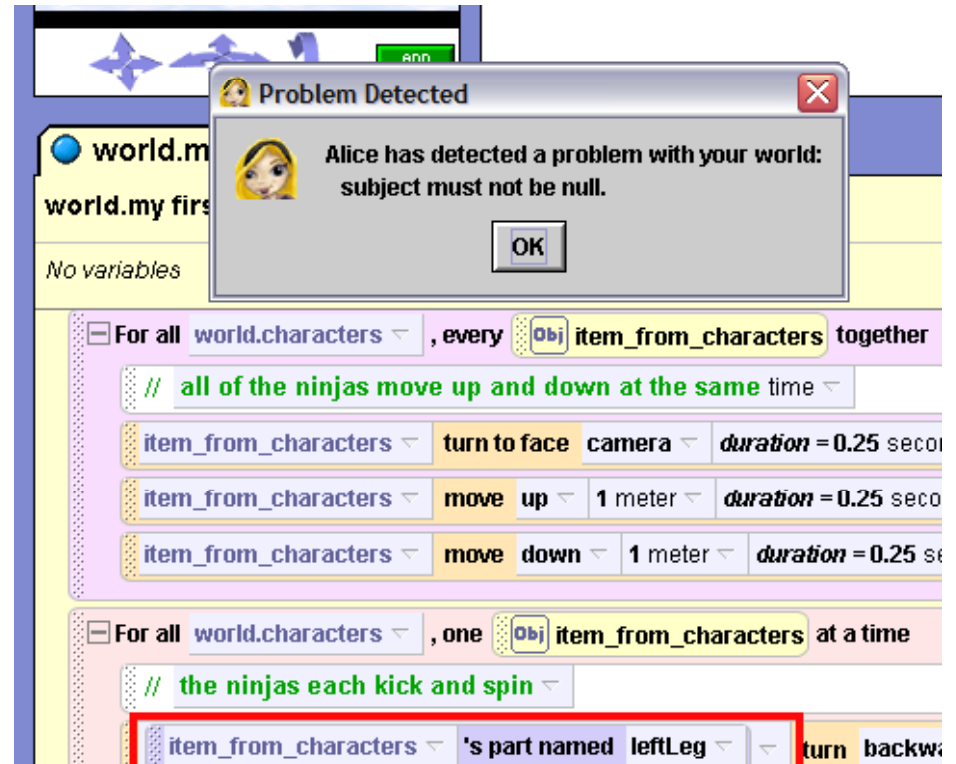 Problem Detected
Alice has detected a problem with your world:
subject must not be null.
OK
world.m
world.my firs
No variables
For all world.characters , every Obj item_from_characters together
// all of the ninjas move up and down at the same time
item_from_characters turn to face camera duration = 0.25 secon
item_from_characters move up 1 meter duration = 0.25 seco
item_from_characters move down 1 meter duration = 0.25 se
For all world.characters , one Obj item_from_characters at a time
// the ninjas each kick and spin
item_from_characters 's part named leftLeg turn backwa